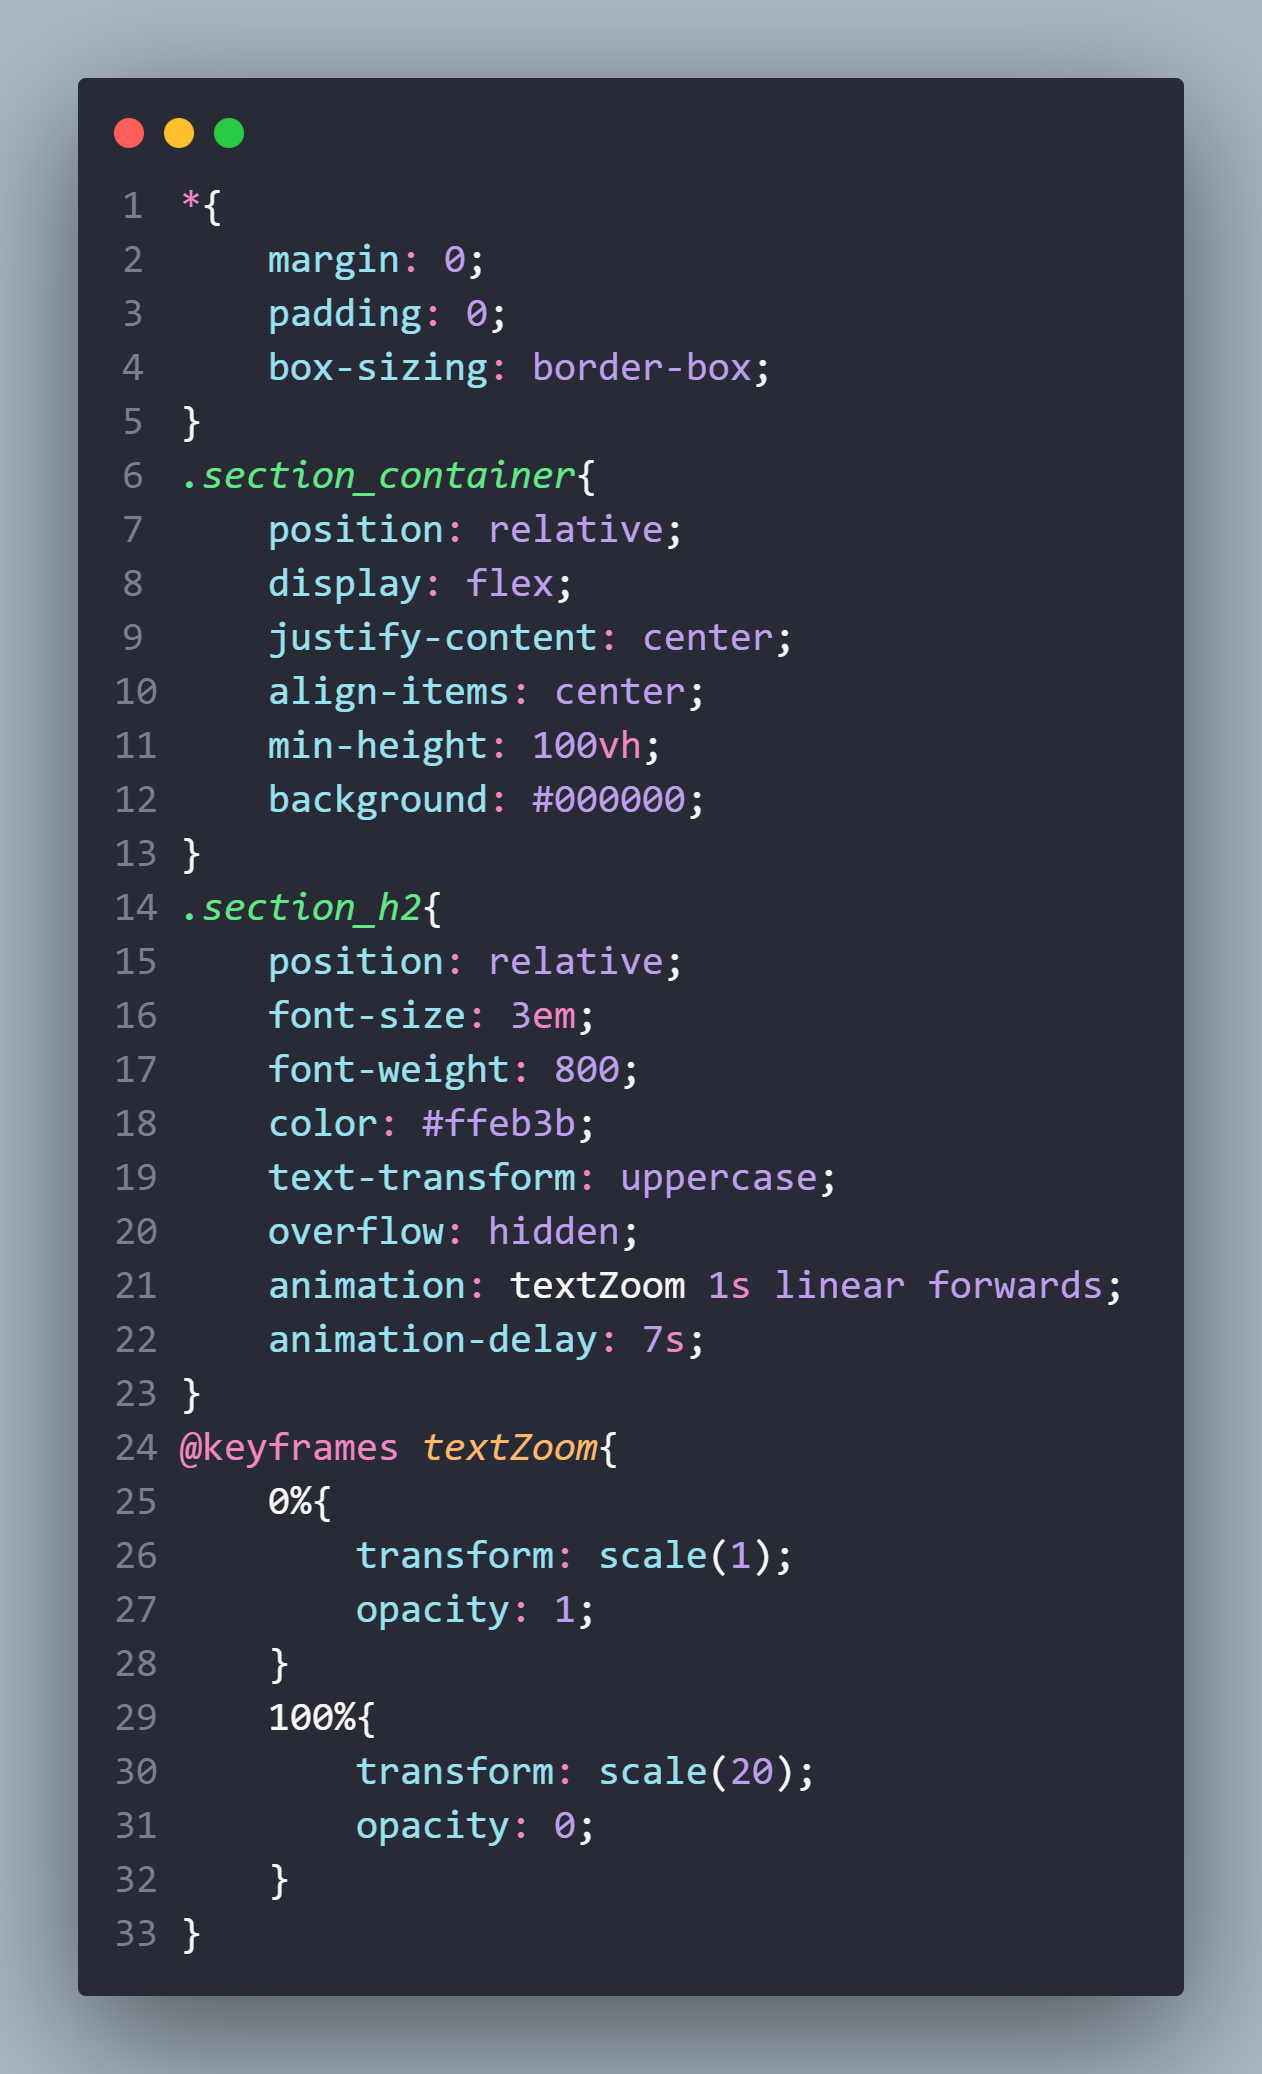 1 *{
2     margin: 0;
3     padding: 0;
4     box-sizing: border-box;
5 }
6 .section_container{
7     position: relative;
8     display: flex;
9     justify-content: center;
10     align-items: center;
11     min-height: 100vh;
12     background: #000000;
13 }
14 .section_h2{
15     position: relative;
16     font-size: 3em;
17     font-weight: 800;
18     color: #ffeb3b;
19     text-transform: uppercase;
20     overflow: hidden;
21     animation: textZoom 1s linear forwards;
22     animation-delay: 7s;
23 }
24 @keyframes textZoom{
25     0%{
26         transform: scale(1);
27         opacity: 1;
28     }
29     100%{
30         transform: scale(20);
31         opacity: 0;
32     }
33 }